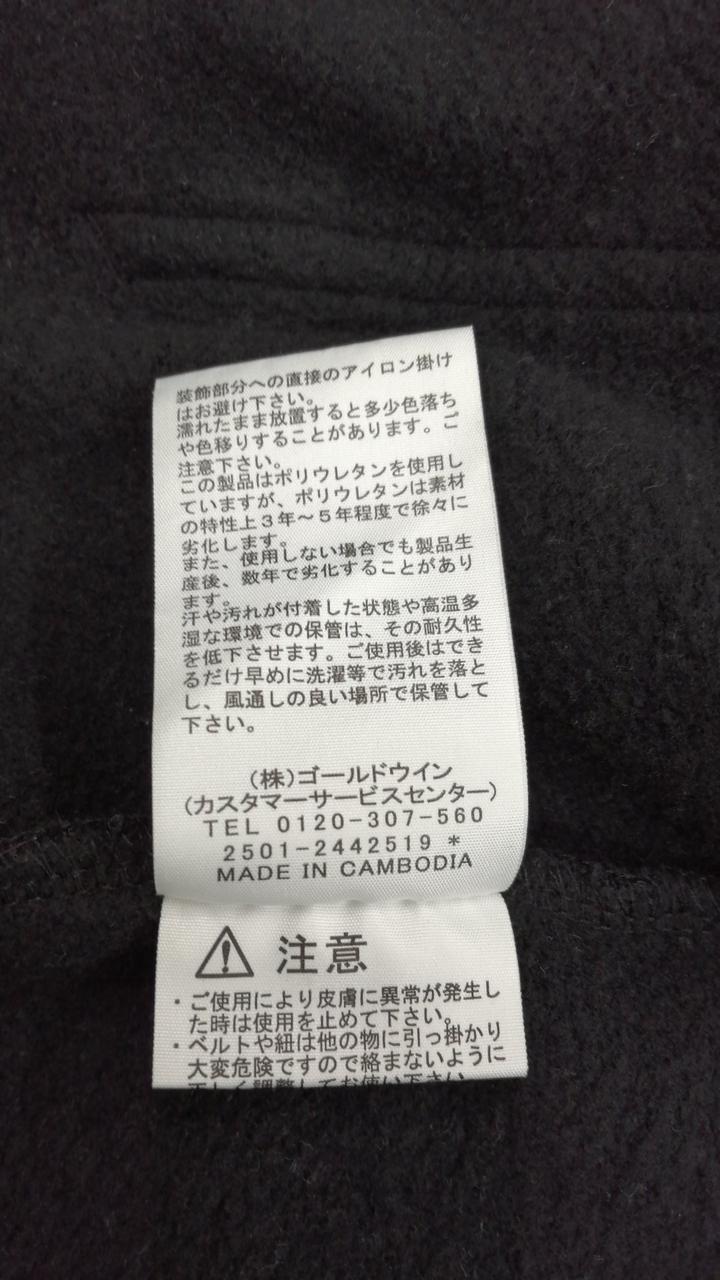 装飾部分への直接のアイロン掛け
はお避け下さい。
濡れたまま放置すると多少色落ち
や色移りすることがあります。ご
注意下さい。
この製品はポリウレタンを使用し
ていますが、ポリウレタンは素材
の特性上３年～５年程度で徐々に
劣化します。
また、使用しない場合でも製品生
産後、数年で劣化することがあり
ます。
汗や汚れが付着した状態や高温多
湿な環境での保管は、その耐久性
を低下させます。ご使用後はでき
るだけ早めに洗濯等で汚れを落と
し、風通しの良い場所で保管して
下さい。
(株)ゴールドウイン
(カスタマーサービスセンター)
TEL 0120-307-560
2501-2442519 *
MADE IN CAMBODIA
注意
・ご使用により皮膚に異常が発生し
た時は使用を止めて下さい。
・ベルトや紐は他の物に引っ掛かり
大変危険ですので絡まないように
正しく調整してお使い下さい。